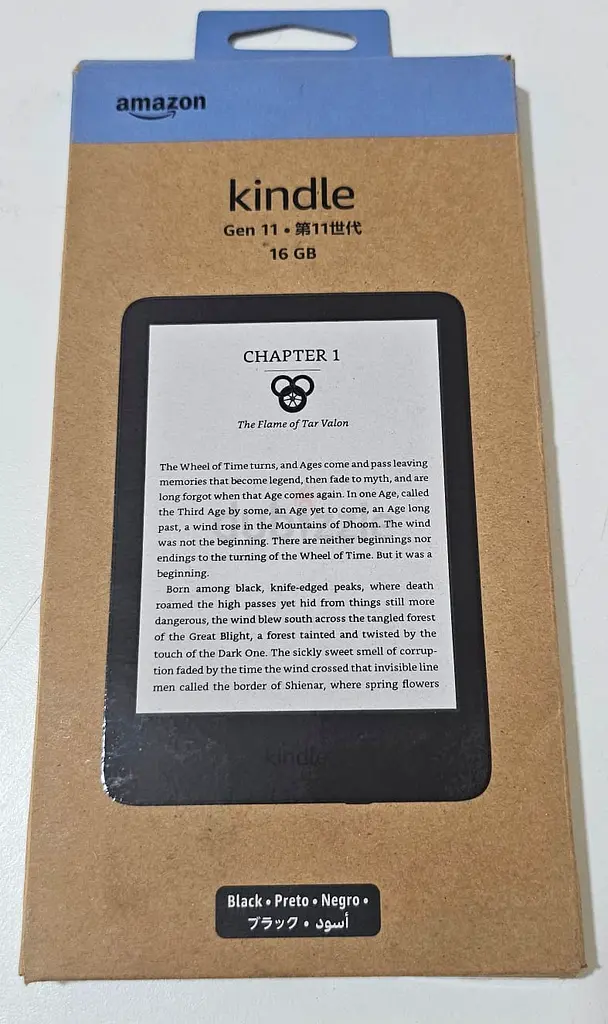 amazon
kindle
Gen 11 • 第11世代
16 GB
CHAPTER 1
The Flame of Tar Valon
The Wheel of Time turns, and Ages come and pass leaving
memories that become legend, then fade to myth, and are
long forgot when that Age comes again. In one Age, called
the Third Age by some, an Age yet to come, an Age long
past, a wind rose in the Mountains of Dhoom. The wind
was not the beginning. There are neither beginnings nor
endings to the turning of the Wheel of Time. But it was a
beginning.
Born among black, knife-edged peaks, where death
roamed the high passes yet hid from things still more
dangerous, the wind blew south across the tangled forest
of the Great Blight, a forest tainted and twisted by the
touch of the Dark One. The sickly sweet smell of corrup-
tion faded by the time the wind crossed that invisible line
men called the border of Shienar, where spring flowers
kindle
Black • Preto • Negro •
ブラック • أسود